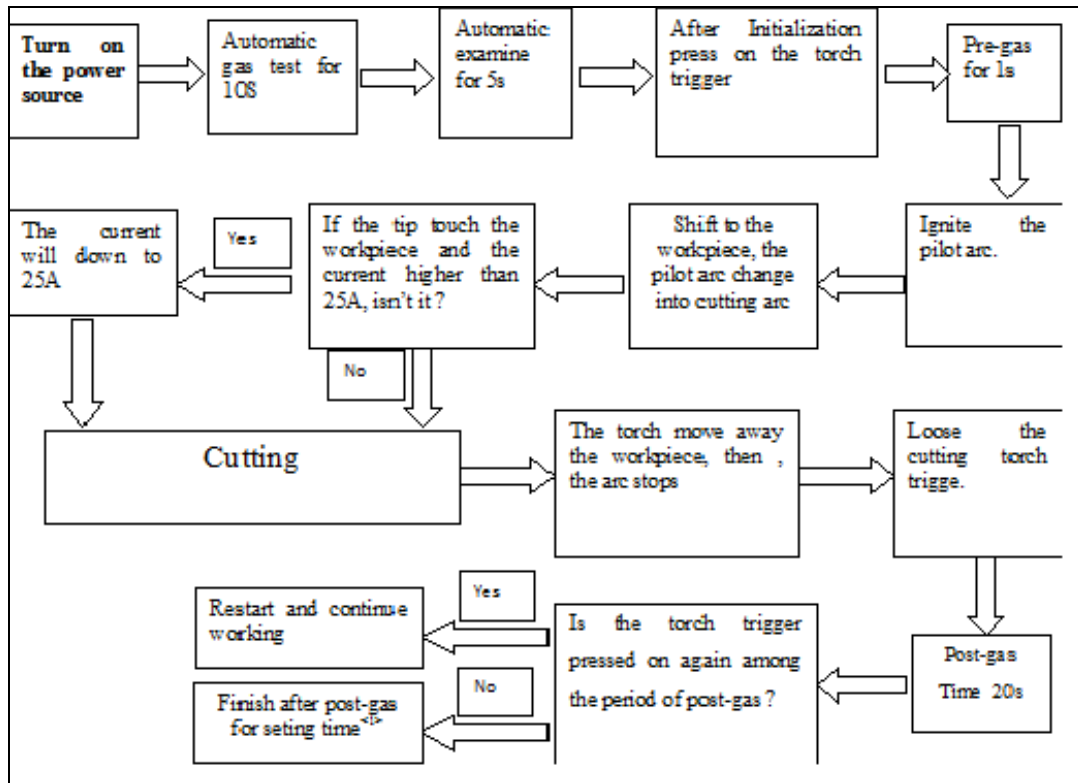 Turn on
the power
source
Automatic
gas test for
10S
Automatic
examine
for 5s
After Initialization
press on the torch
trigger
Pre-gas
for 1s
The current
will down to
25A
Yes
If the tip touch the
workpiece and the
current higher than
25A, isn't it ?
Shift to the
workpiece, the
pilot arc change
into cutting arc
Ignite the
pilot arc.
No
Cutting
The torch move away
the workpiece, then ,
the arc stops
Loose the
cutting torch
trigge.
Restart and continue
working
Yes
Is the torch trigger
pressed on again among
the period of post-gas ?
Post-gas
Time 20s
No
Finish after post-gas
for seting time<1>